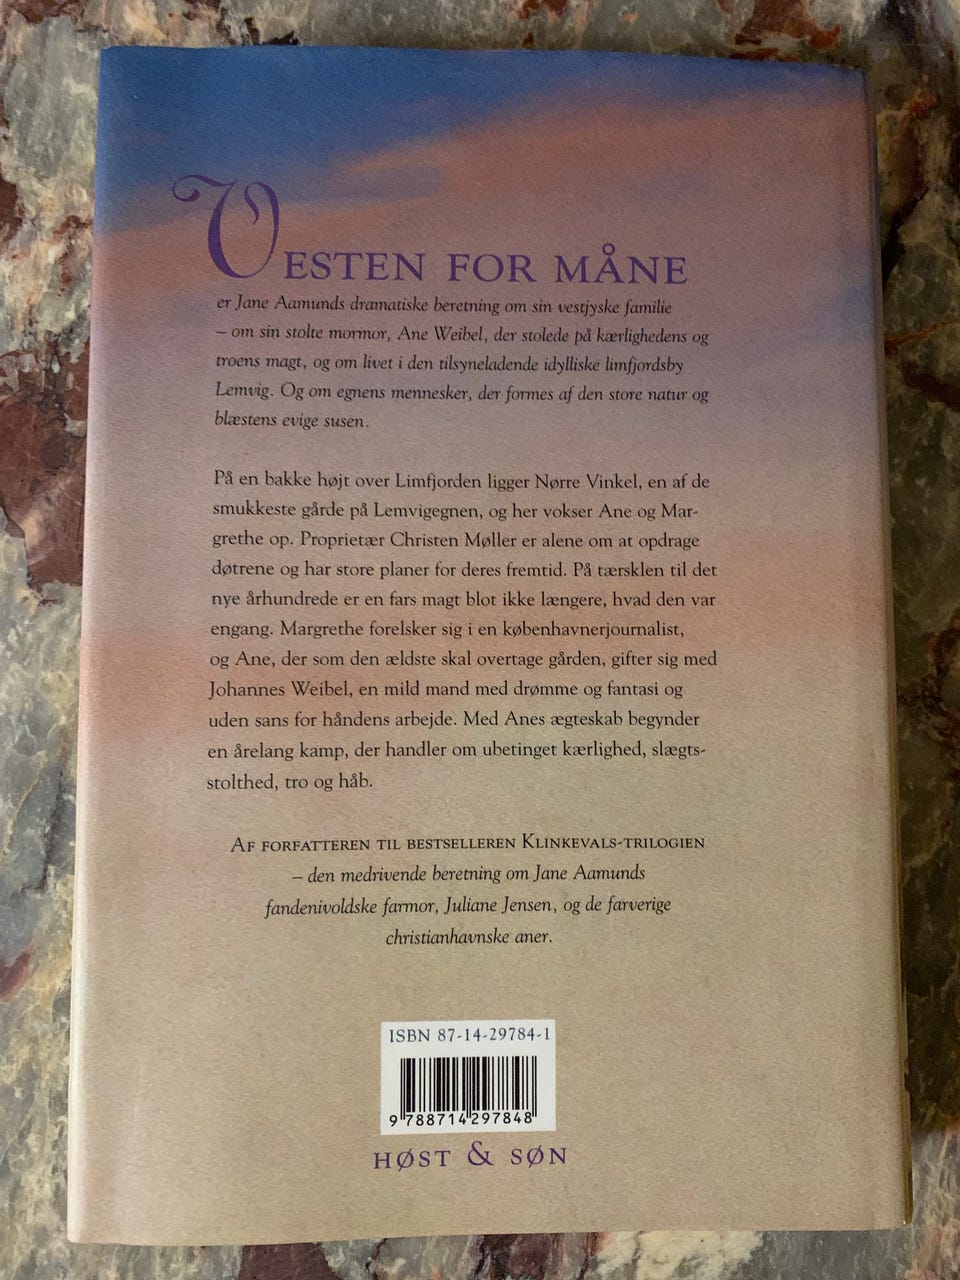 VESTEN FOR MÅNE
er Jane Aamunds dramatiske beretning om sin vestjyske familie
– om sin stolte mormor, Ane Weibel, der stolede på kærlighedens og
troens magt, og om livet i den tilsyneladende idylliske limfjordsby
Lemvig. Og om egnens mennesker, der formes af den store natur og
blæstens evige susen.
På en bakke højt over Limfjorden ligger Nørre Vinkel, en af de
smukkeste gårde på Lemvigegnen, og her vokser Ane og Mar-
grethe op. Proprietær Christen Møller er alene om at opdrage
døtrene og har store planer for deres fremtid. På tærsklen til det
nye århundrede er en fars magt blot ikke længere, hvad den var
engang. Margrethe forelsker sig i en københavnerjournalist,
og Ane, der som den ældste skal overtage gården, gifter sig med
Johannes Weibel, en mild mand med drømme og fantasi og
uden sans for håndens arbejde. Med Anes ægteskab begynder
en årelang kamp, der handler om ubetinget kærlighed, slægts-
stolthed, tro og håb.
AF FORFATTEREN TIL BESTSELLEREN KLINKEVALS-TRILOGIEN
– den medrivende beretning om Jane Aamunds
fandenivoldske farmor, Juliane Jensen, og de farverige
christianhavnske aner.
ISBN 87-14-29784-1
9 788714 297848
HØST & SØN